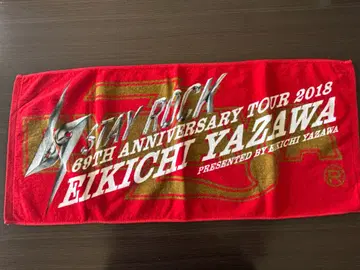 STAY ROCK
69TH ANNIVERSARY TOUR 2018
EIKICHI YAZAWA
PRESENTED BY EIKICHI YAZAWA
®